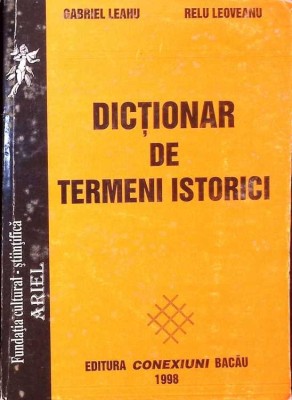 GABRIEL LEAHU
RELU LEOVEANU
DICȚIONAR
DE
TERMENI ISTORICI
Fundația cultural - științifică
ARIEL
EDITURA CONEXIUNI BACĂU
1998